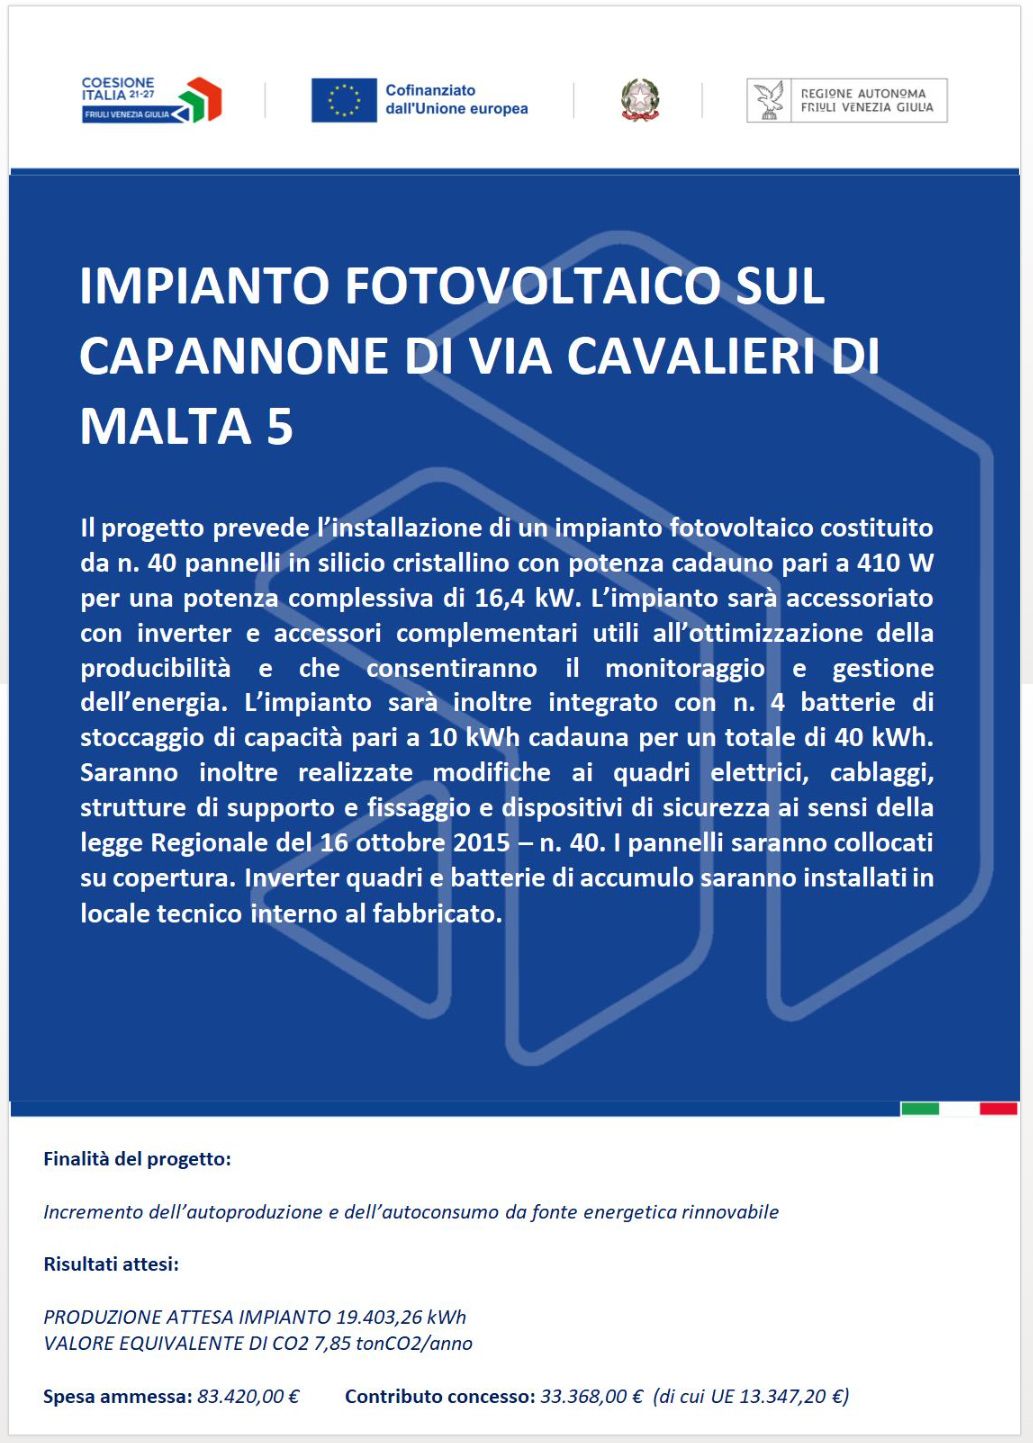 COESIONE
ITALIA 21-27
FRIULI VENEZIA GIULIA
Cofinanziato
dall'Unione europea
REGIONE AUTONOMA
FRIULI VENEZIA GIULIA
IMPIANTO FOTOVOLTAICO SUL
CAPANNONE DI VIA CAVALIERI DI
MALTA 5
Il progetto prevede l’installazione di un impianto fotovoltaico costituito
da n. 40 pannelli in silicio cristallino con potenza cadauno pari a 410 W
per una potenza complessiva di 16,4 kW. L’impianto sarà accessoriato
con inverter e accessori complementari utili all’ottimizzazione della
producibilità e che consentiranno il monitoraggio e gestione
dell’energia. L’impianto sarà inoltre integrato con n. 4 batterie di
stoccaggio di capacità pari a 10 kWh cadauna per un totale di 40 kWh.
Saranno inoltre realizzate modifiche ai quadri elettrici, cablaggi,
strutture di supporto e fissaggio e dispositivi di sicurezza ai sensi della
legge Regionale del 16 ottobre 2015 – n. 40. I pannelli saranno collocati
su copertura. Inverter quadri e batterie di accumulo saranno installati in
locale tecnico interno al fabbricato.
Finalità del progetto:
Incremento dell’autoproduzione e dell’autoconsumo da fonte energetica rinnovabile
Risultati attesi:
PRODUZIONE ATTESA IMPIANTO 19.403,26 kWh
VALORE EQUIVALENTE DI CO2 7,85 tonCO2/anno
Spesa ammessa: 83.420,00 € Contributo concesso: 33.368,00 € (di cui UE 13.347,20 €)